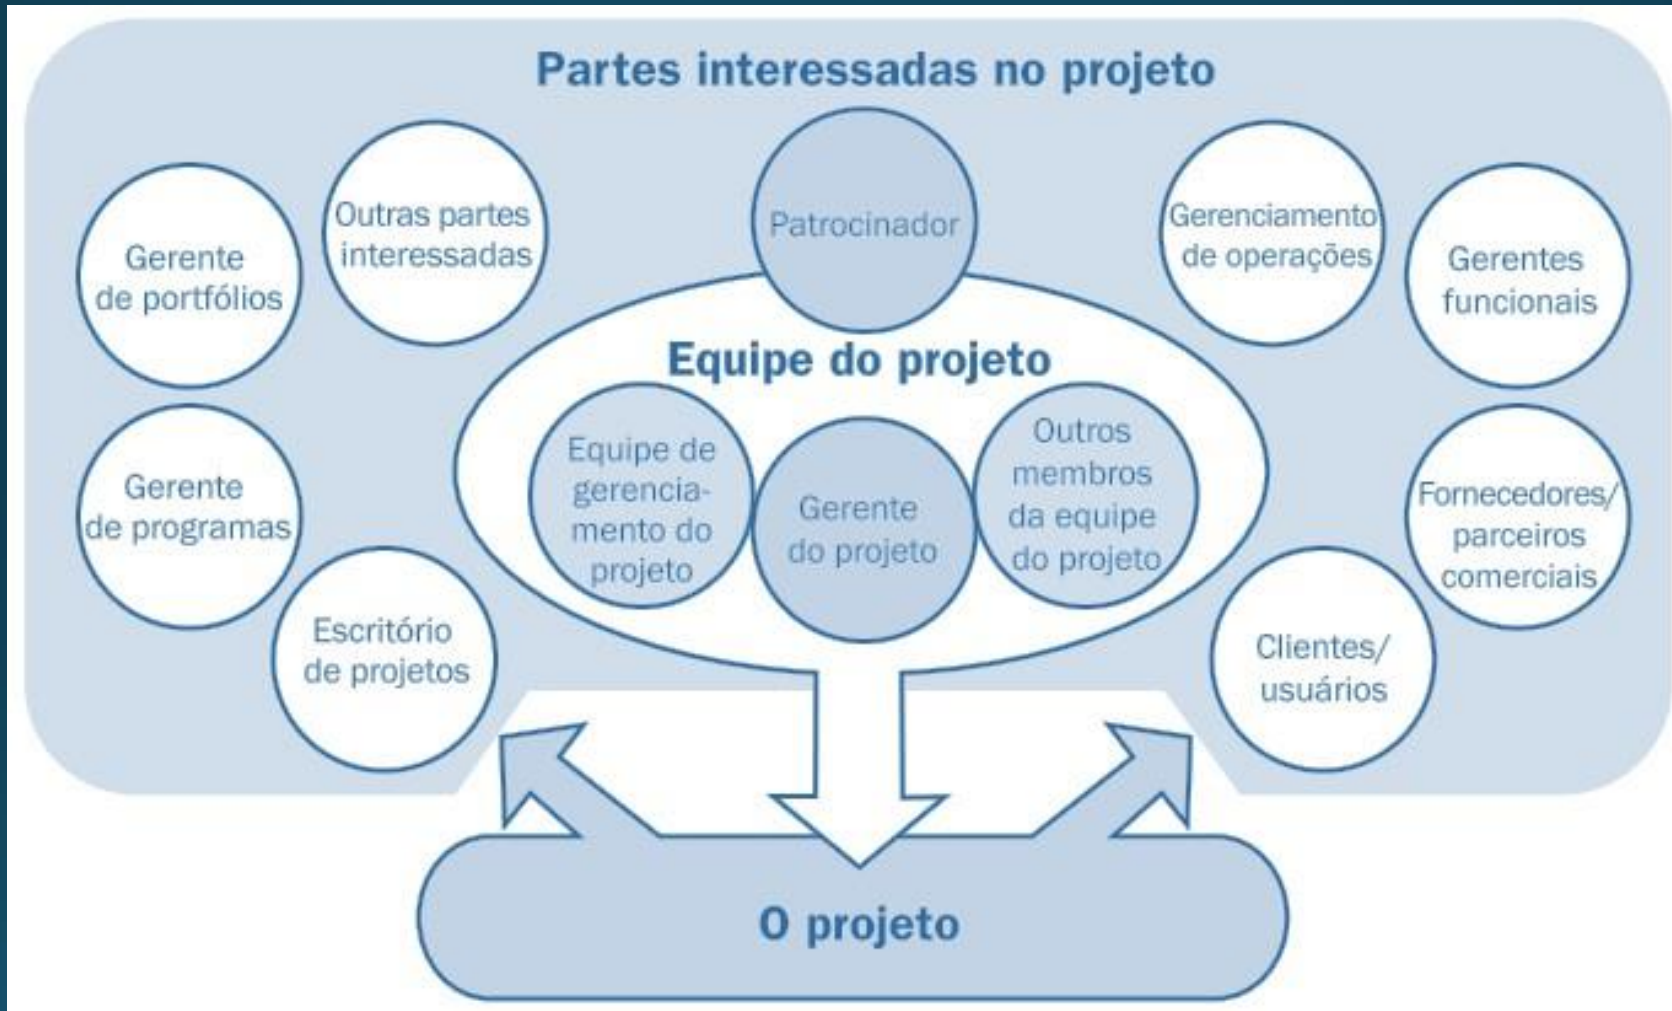 Partes interessadas no projeto
Gerente
de portfólios
Outras partes
interessadas
Patrocinador
Gerenciamento
de operações
Gerentes
funcionais
Equipe do projeto
Gerente
de programas
Equipe de
gerencia-
mento do
projeto
Gerente
do projeto
Outros
membros
da equipe
do projeto
Fornecedores/
parceiros
comerciais
Escritório
de projetos
Clientes/
usuários
O projeto